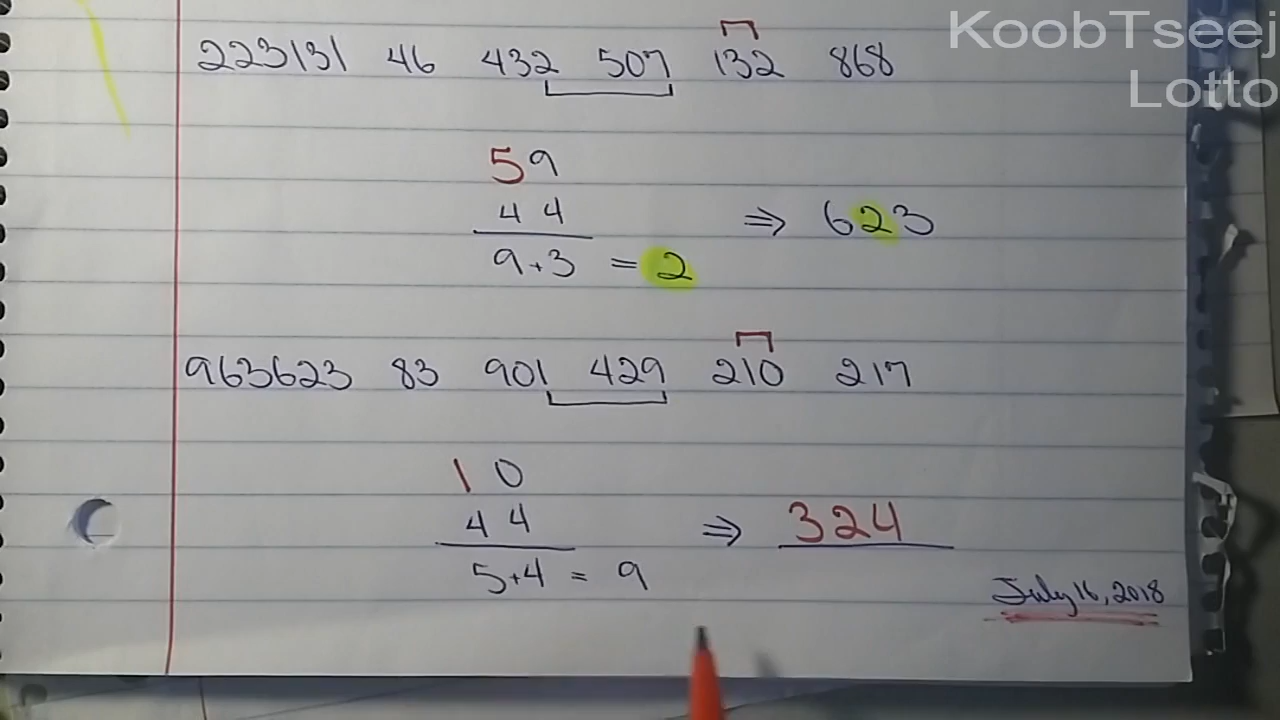 KoobTseej
Lotto
223131 46 432 507 132 868
59
44
9+3 = 2 ⇒ 623
963623 83 901 429 210 217
10
44 ⇒ 324
5+4 = 9
July 16, 2018